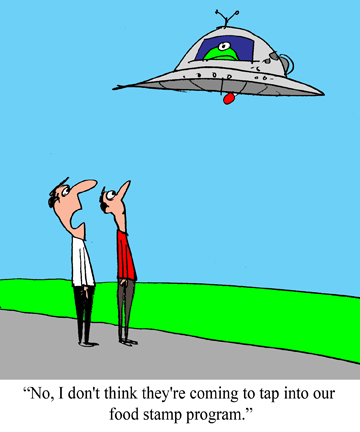 “No, I don't think they're coming to tap into our
food stamp program.”